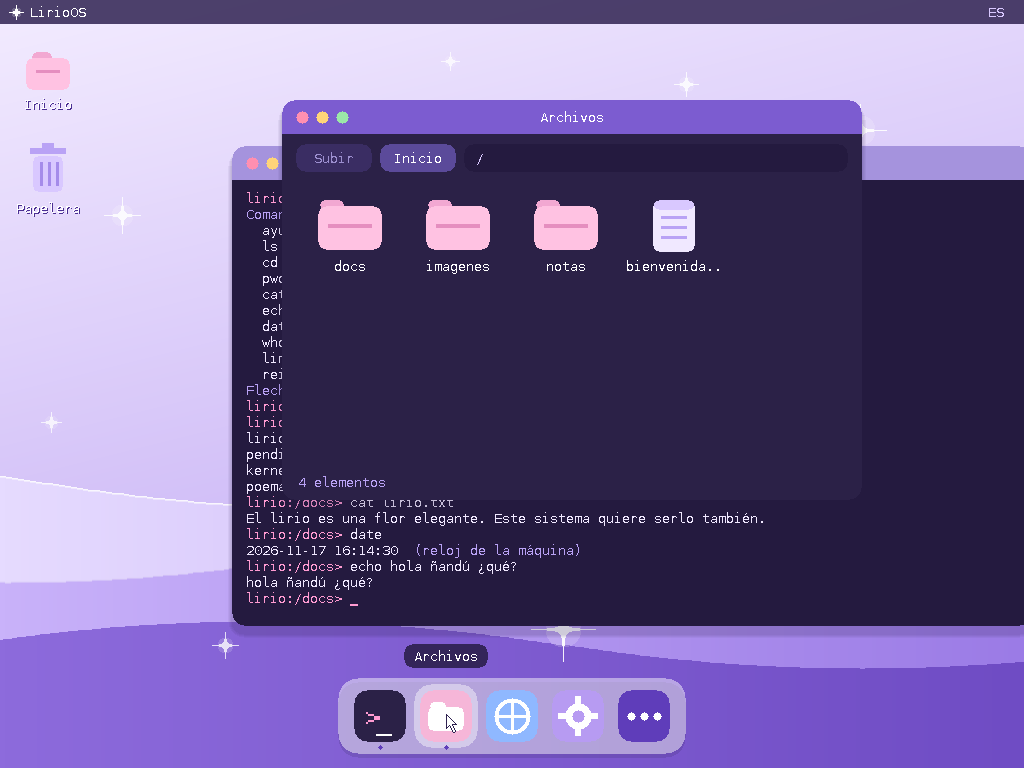 LirioOS
ES
Inicio
Papelera
Archivos
Subir
Inicio
/
docs
imagenes
notas
bienvenida..
4 elementos
ls
cd
lirio:/docs> cat lirio.txt
El lirio es una flor elegante. Este sistema quiere serlo también.
lirio:/docs> date
2026-11-17 16:14:30 (reloj de la máquina)
lirio:/docs> echo hola ñandú ¿qué?
hola ñandú ¿qué?
lirio:/docs> _
Archivos
>_